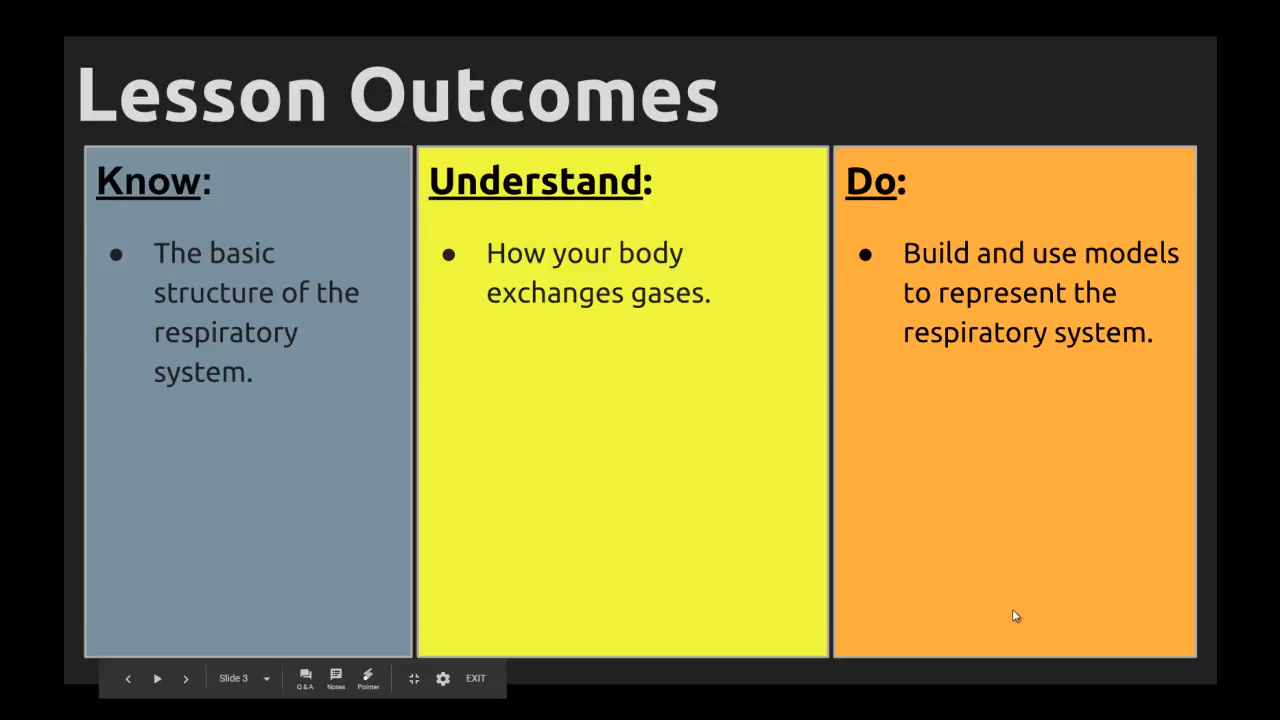 Lesson Outcomes
Know:
● The basic
structure of the
respiratory
system.
Understand:
● How your body
exchanges gases.
Do:
● Build and use models
to represent the
respiratory system.
Slide 3
Q & A
Notes
Pointer
EXIT